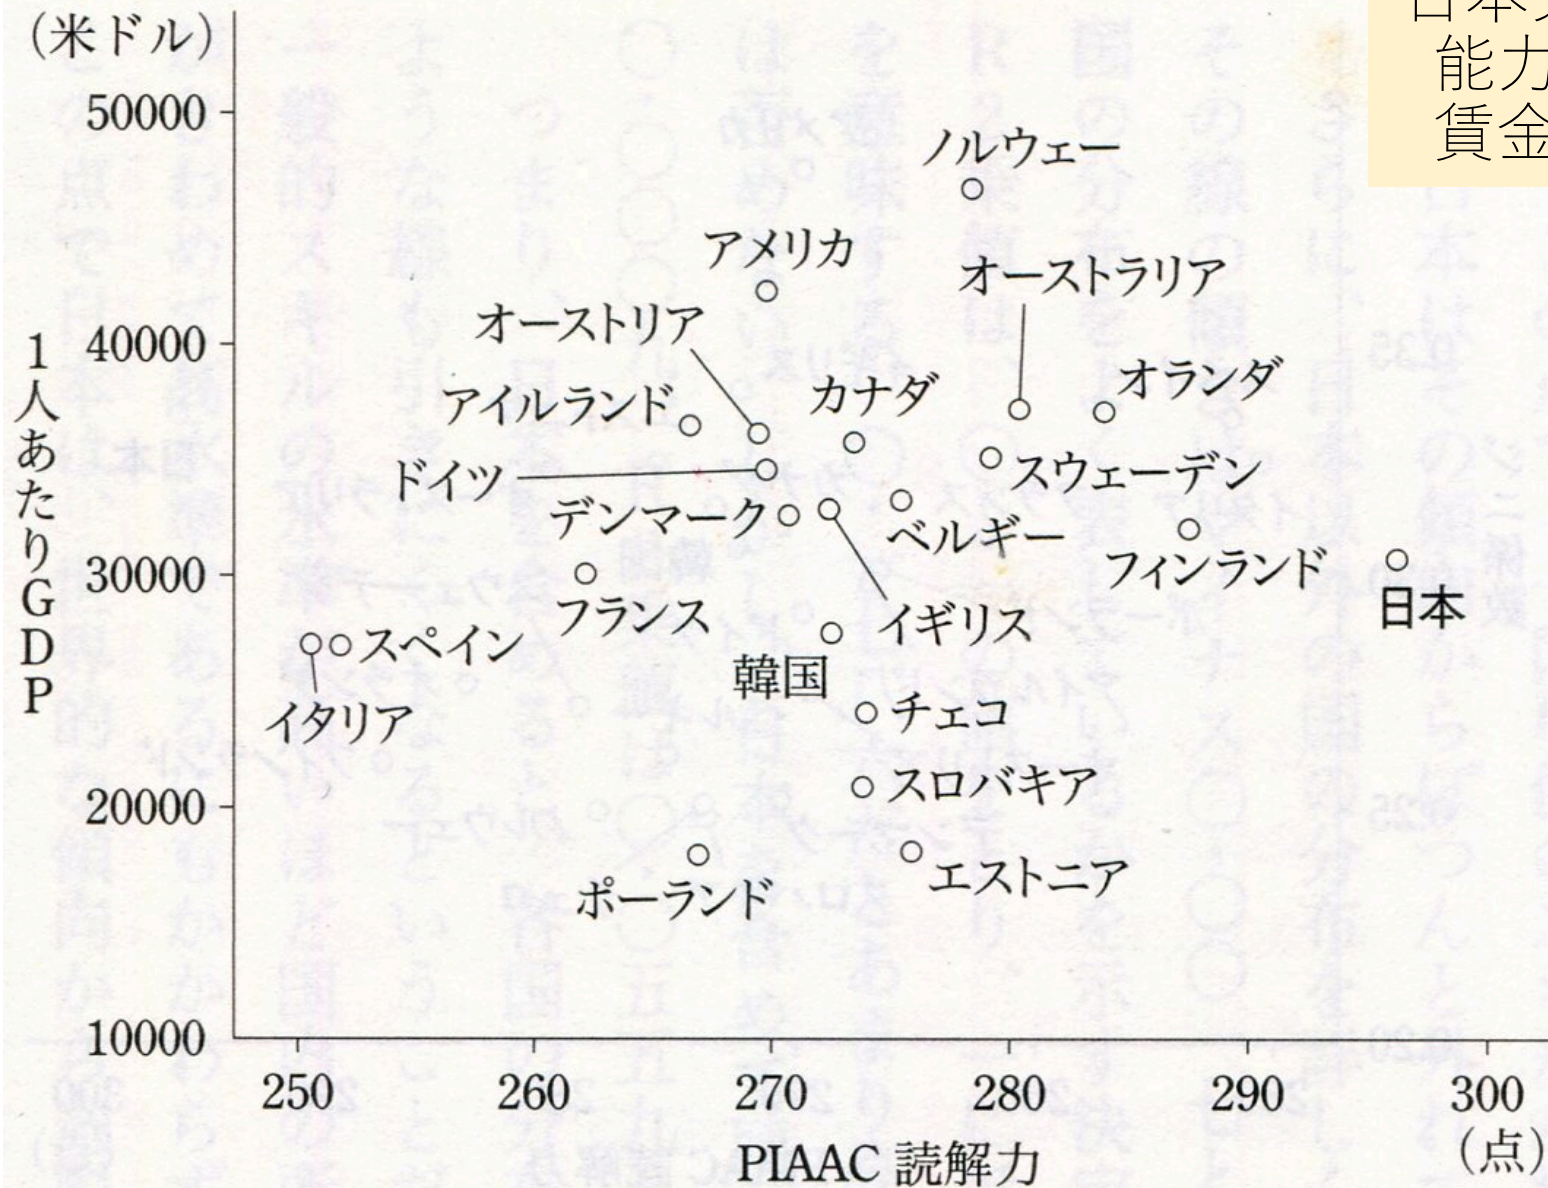 (米ドル)
50000
40000
30000
20000
10000
1人あたりGDP
能力
賃金
ノルウェー
アメリカ
オーストラリア
オーストリア
オランダ
アイルランド
カナダ
ドイツ
スウェーデン
デンマーク
ベルギー
フィンランド
日本
フランス
イギリス
スペイン
韓国
イタリア
チェコ
スロバキア
ポーランド
エストニア
250 260 270 280 290 300
PIAAC 読解力
(点)